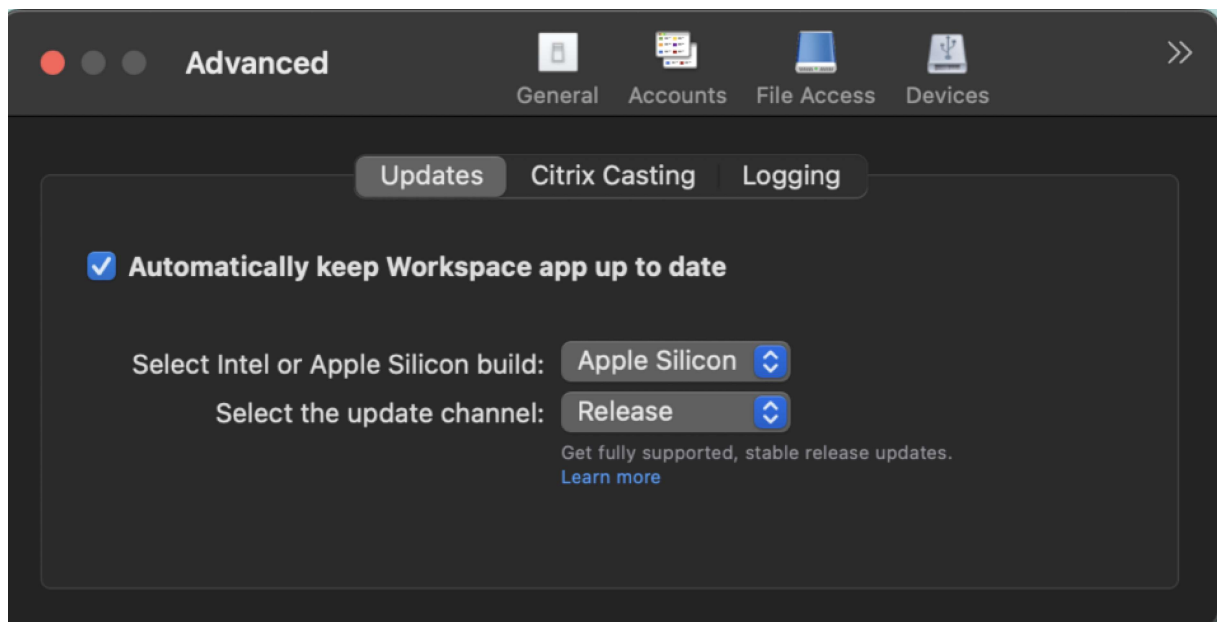 Advanced
General Accounts File Access Devices
Updates Citrix Casting Logging
Automatically keep Workspace app up to date
Select Intel or Apple Silicon build: Apple Silicon
Select the update channel: Release
Get fully supported, stable release updates.
Learn more